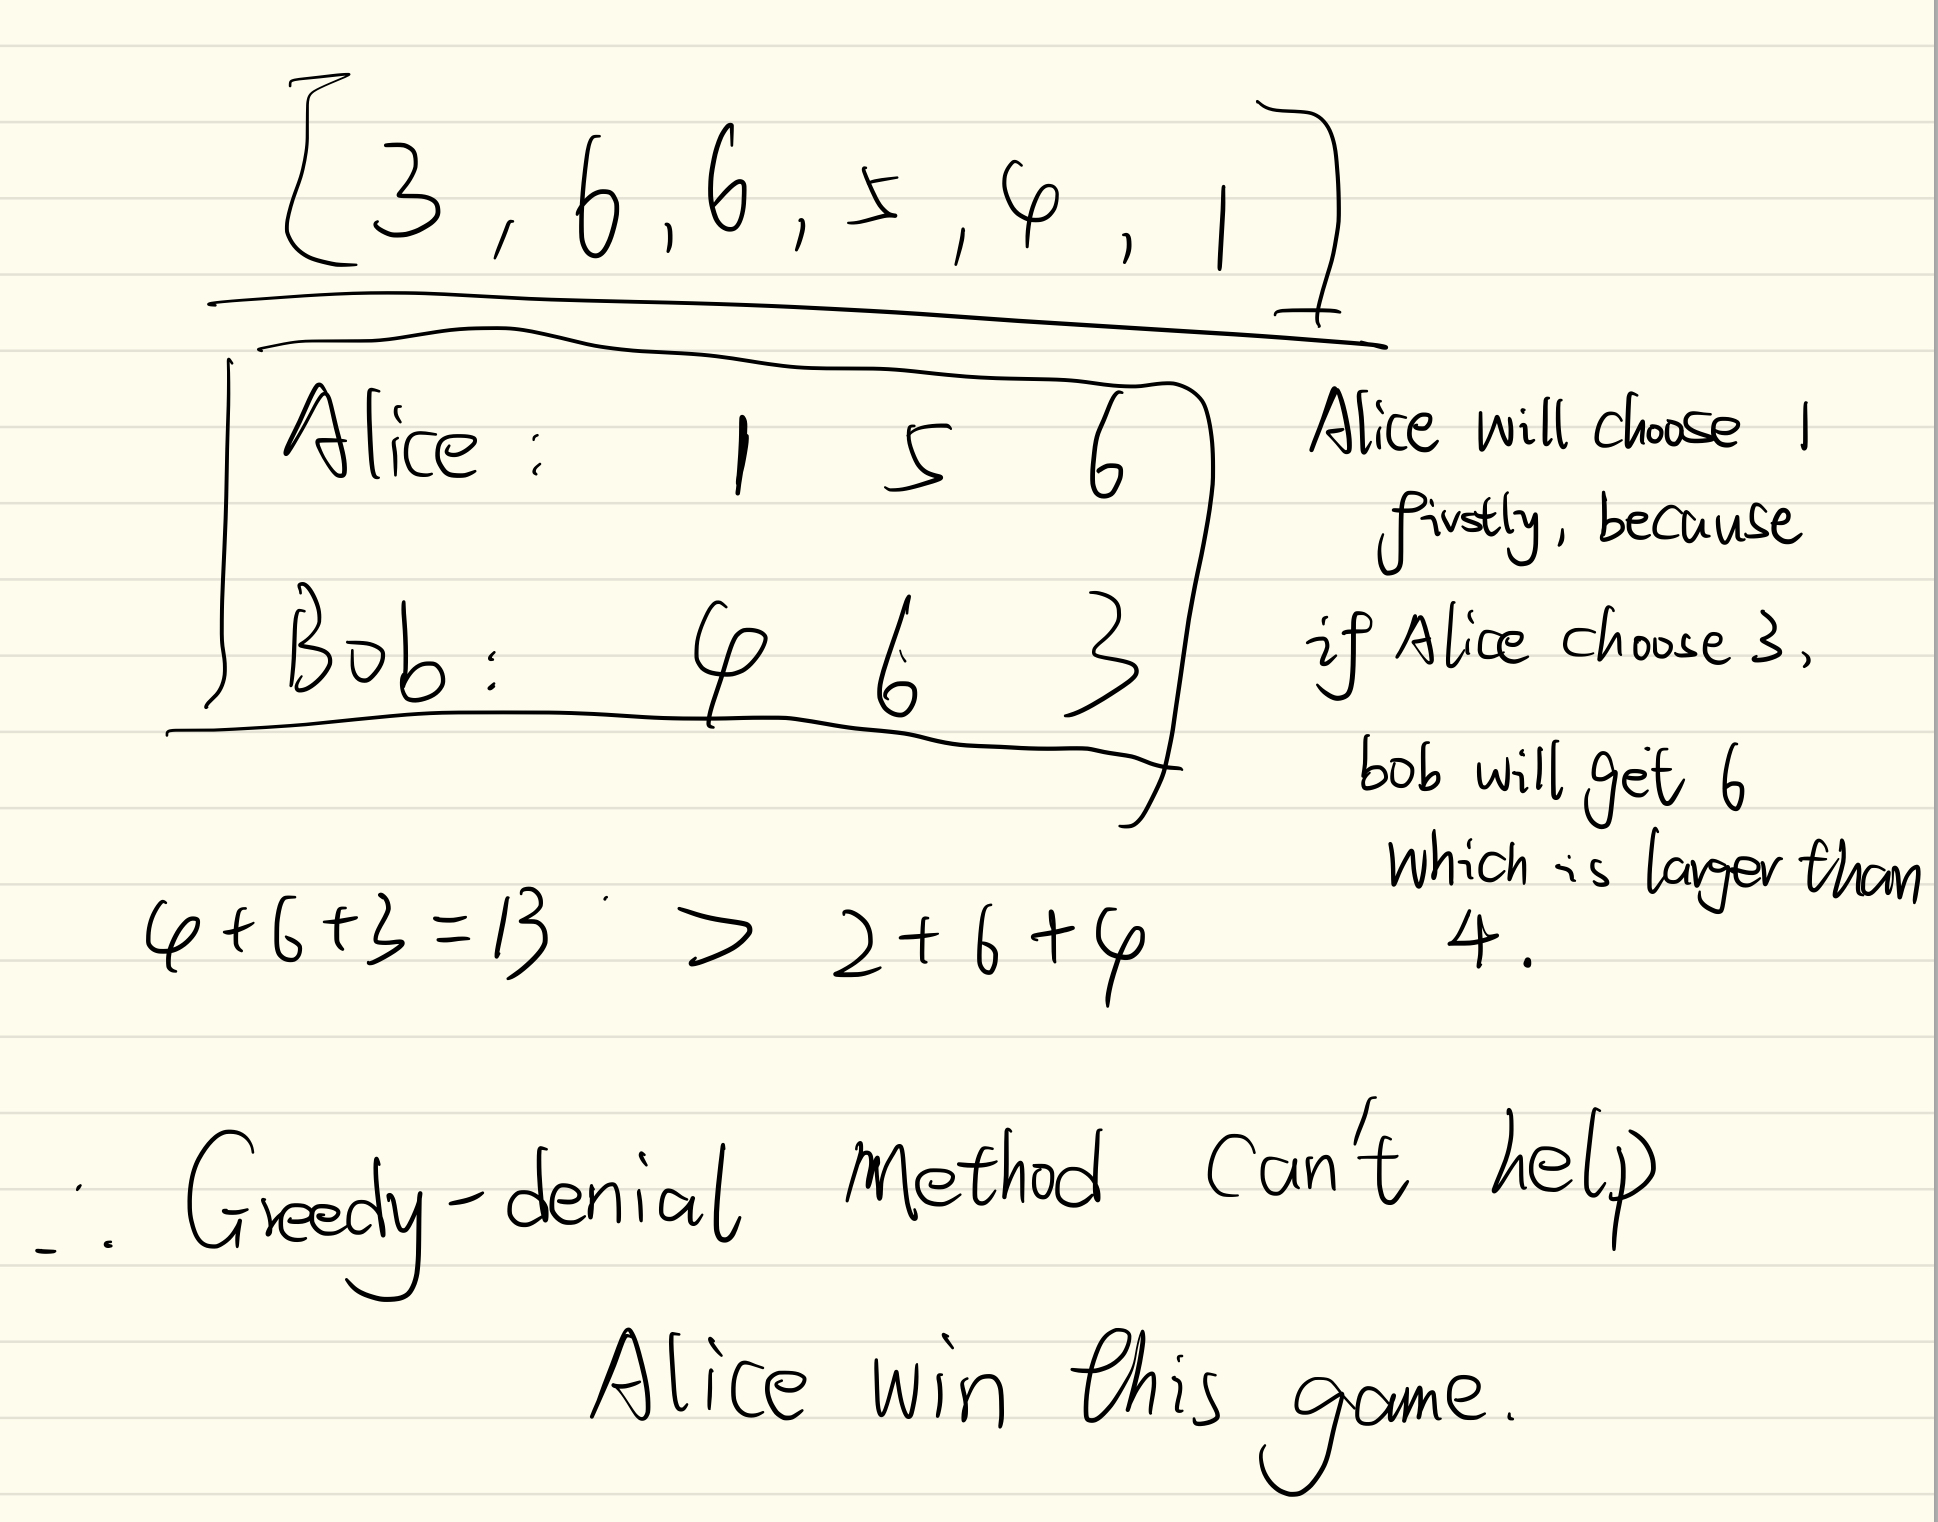 [3, 6, 6, 5, 4, 1]
Alice : 1 5 6
Bob : 4 6 3
Alice will choose 1
firstly, because
if Alice choose 3,
bob will get 6
which is larger than
4.
4+6+3=13 > 2+6+4
∴ Greedy-denial Method can't help
Alice win this game.